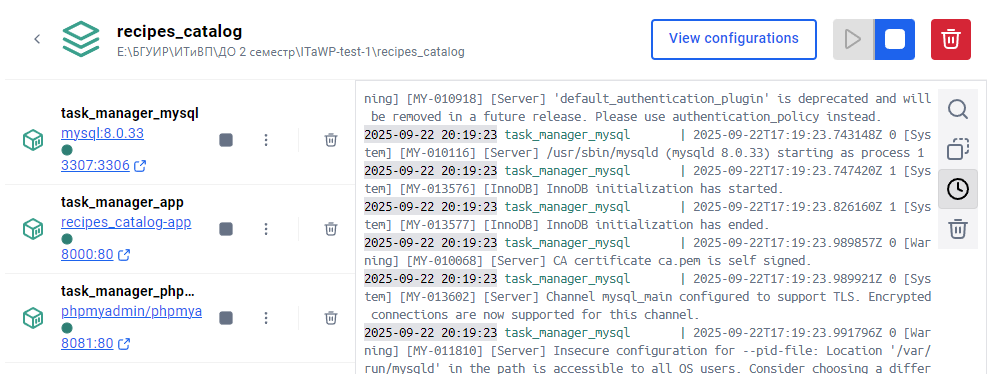 recipes_catalog
E:\БГУИР\ИТиВП\ДО 2 семестр\ITaWP-test-1\recipes_catalog
View configurations
task_manager_mysql
mysql:8.0.33
3307:3306
task_manager_app
recipes_catalog-app
8000:80
task_manager_php...
phpmyadmin/phpmya
8081:80
ning] [MY-010918] [Server] 'default_authentication_plugin' is deprecated and will
be removed in a future release. Please use authentication_policy instead.
2025-09-22 20:19:23 task_manager_mysql | 2025-09-22T17:19:23.743148Z 0 [Sys
tem] [MY-010116] [Server] /usr/sbin/mysqld (mysqld 8.0.33) starting as process 1
2025-09-22 20:19:23 task_manager_mysql | 2025-09-22T17:19:23.747420Z 1 [Sys
tem] [MY-013576] [InnoDB] InnoDB initialization has started.
2025-09-22 20:19:23 task_manager_mysql | 2025-09-22T17:19:23.826160Z 1 [Sys
tem] [MY-013577] [InnoDB] InnoDB initialization has ended.
2025-09-22 20:19:23 task_manager_mysql | 2025-09-22T17:19:23.989857Z 0 [War
ning] [MY-010068] [Server] CA certificate ca.pem is self signed.
2025-09-22 20:19:23 task_manager_mysql | 2025-09-22T17:19:23.989921Z 0 [Sys
tem] [MY-013602] [Server] Channel mysql_main configured to support TLS. Encrypted
connections are now supported for this channel.
2025-09-22 20:19:23 task_manager_mysql | 2025-09-22T17:19:23.991796Z 0 [War
ning] [MY-011810] [Server] Insecure configuration for --pid-file: Location '/var/
run/mysqld' in the path is accessible to all OS users. Consider choosing a differ